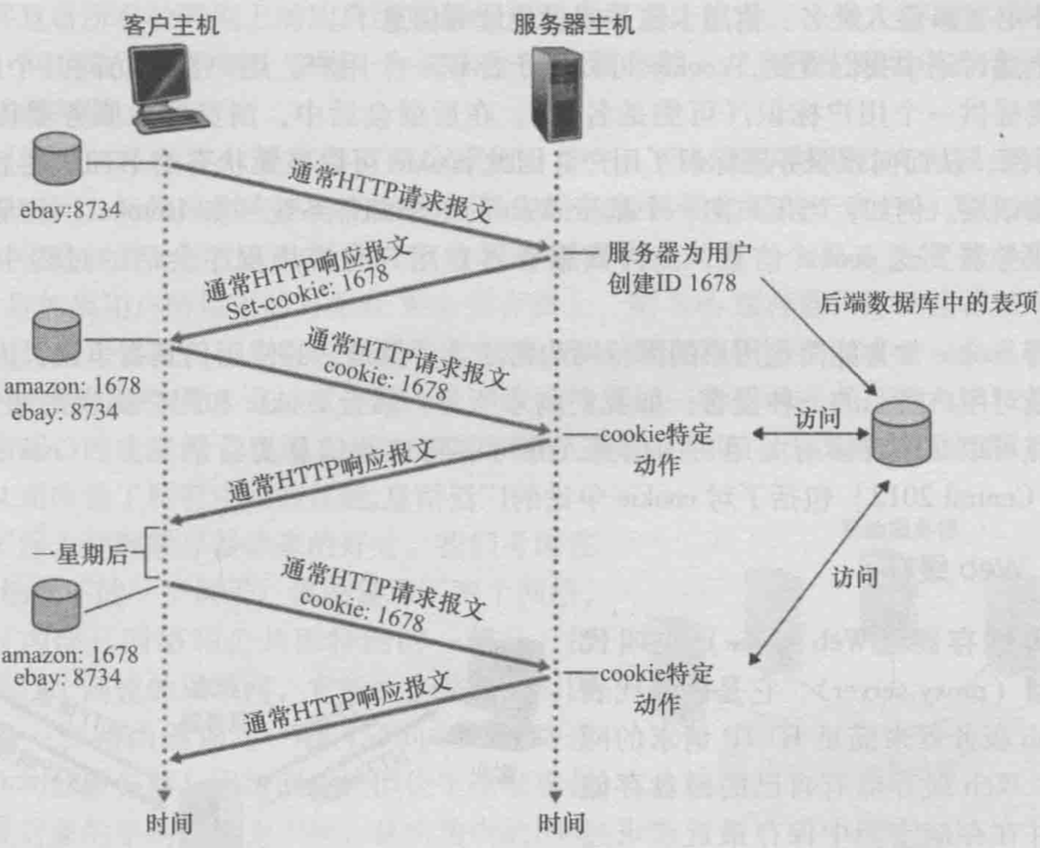 客户主机
服务器主机
ebay:8734
通常HTTP请求报文
服务器为用户
创建ID 1678
通常HTTP响应报文
Set-cookie: 1678
后端数据库中的表项
amazon: 1678
ebay: 8734
通常HTTP请求报文
cookie: 1678
cookie特定
动作
访问
通常HTTP响应报文
一星期后
访问
通常HTTP请求报文
cookie: 1678
amazon: 1678
ebay: 8734
cookie特定
动作
通常HTTP响应报文
时间
时间